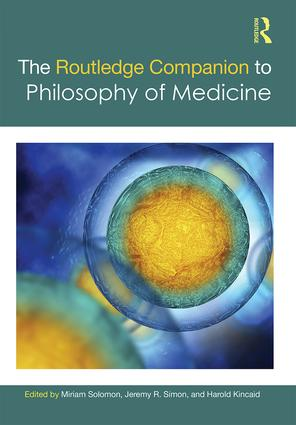 R
ROUTLEDGE
The Routledge Companion to
Philosophy of Medicine
Edited by Miriam Solomon, Jeremy R. Simon, and Harold Kincaid